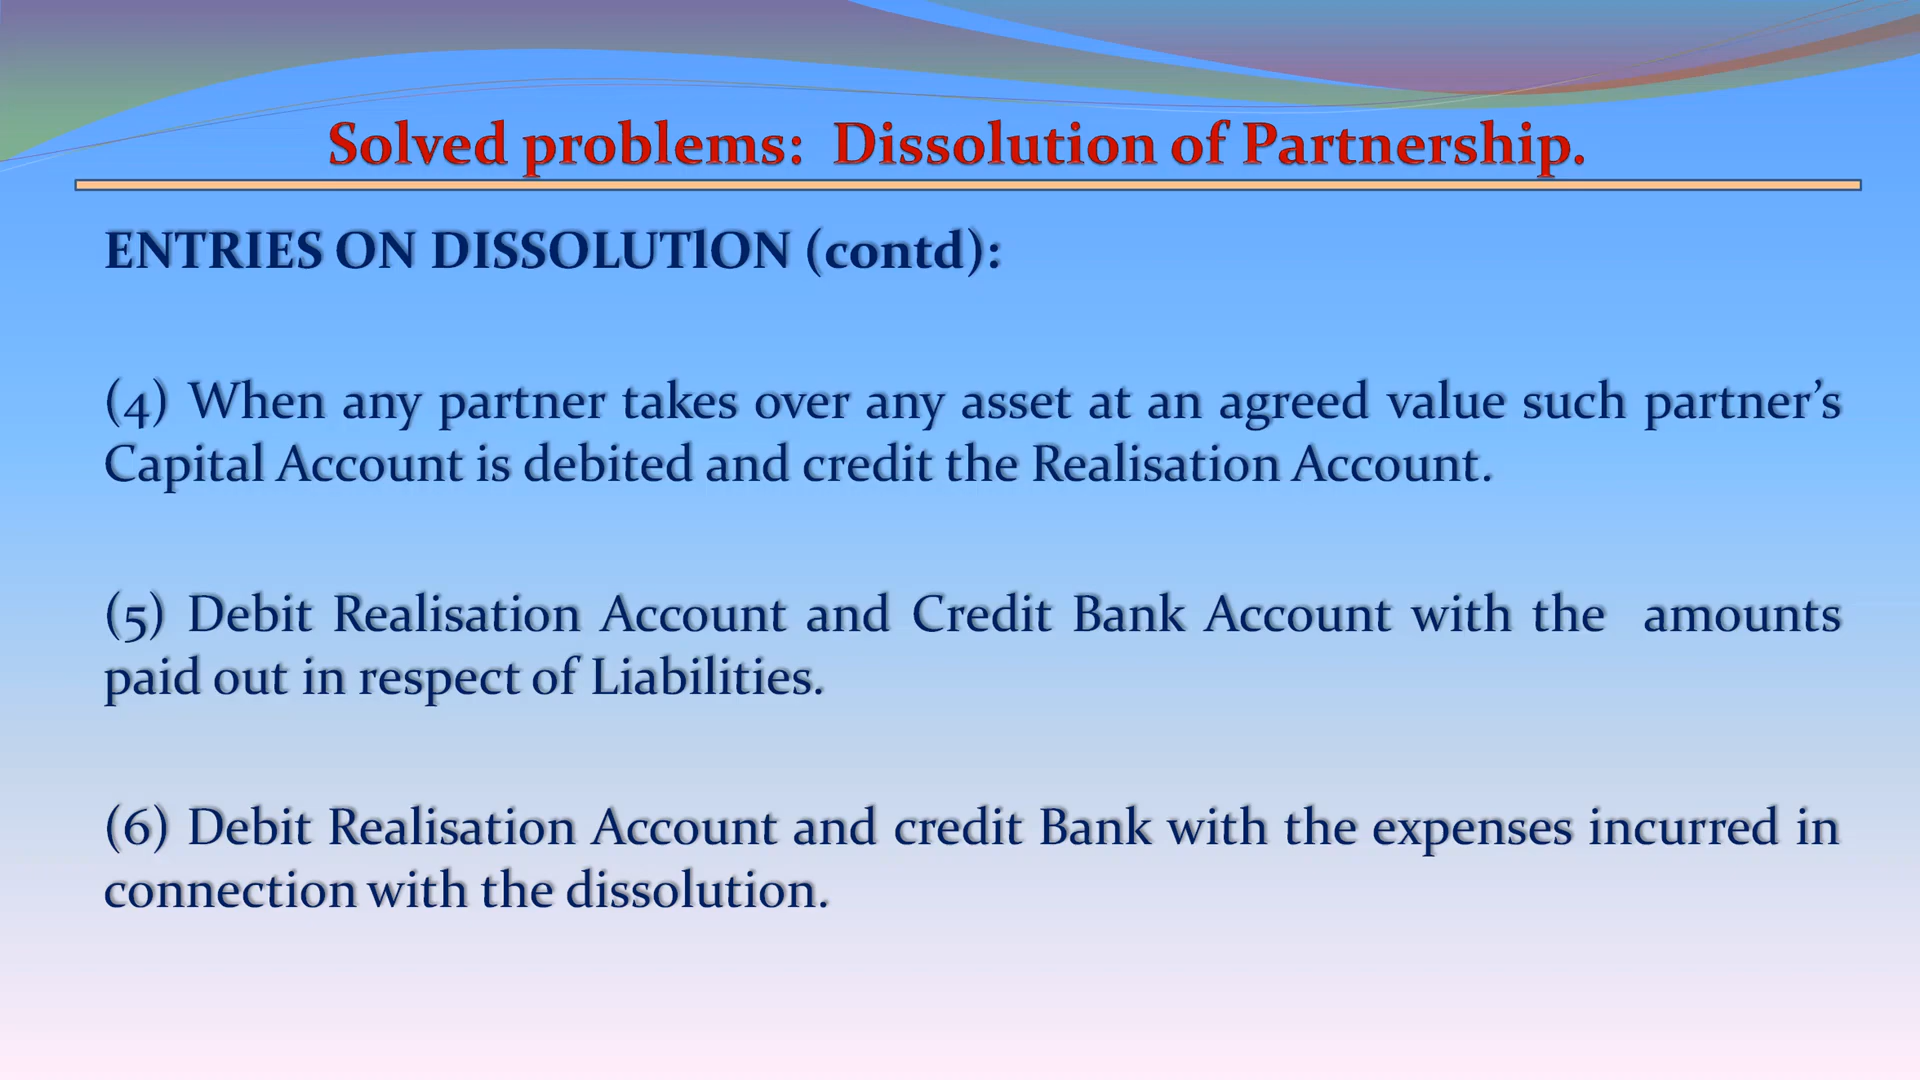 Solved problems: Dissolution of Partnership.
ENTRIES ON DISSOLUTlON (contd):
(4) When any partner takes over any asset at an agreed value such partner’s
Capital Account is debited and credit the Realisation Account.
(5) Debit Realisation Account and Credit Bank Account with the amounts
paid out in respect of Liabilities.
(6) Debit Realisation Account and credit Bank with the expenses incurred in
connection with the dissolution.